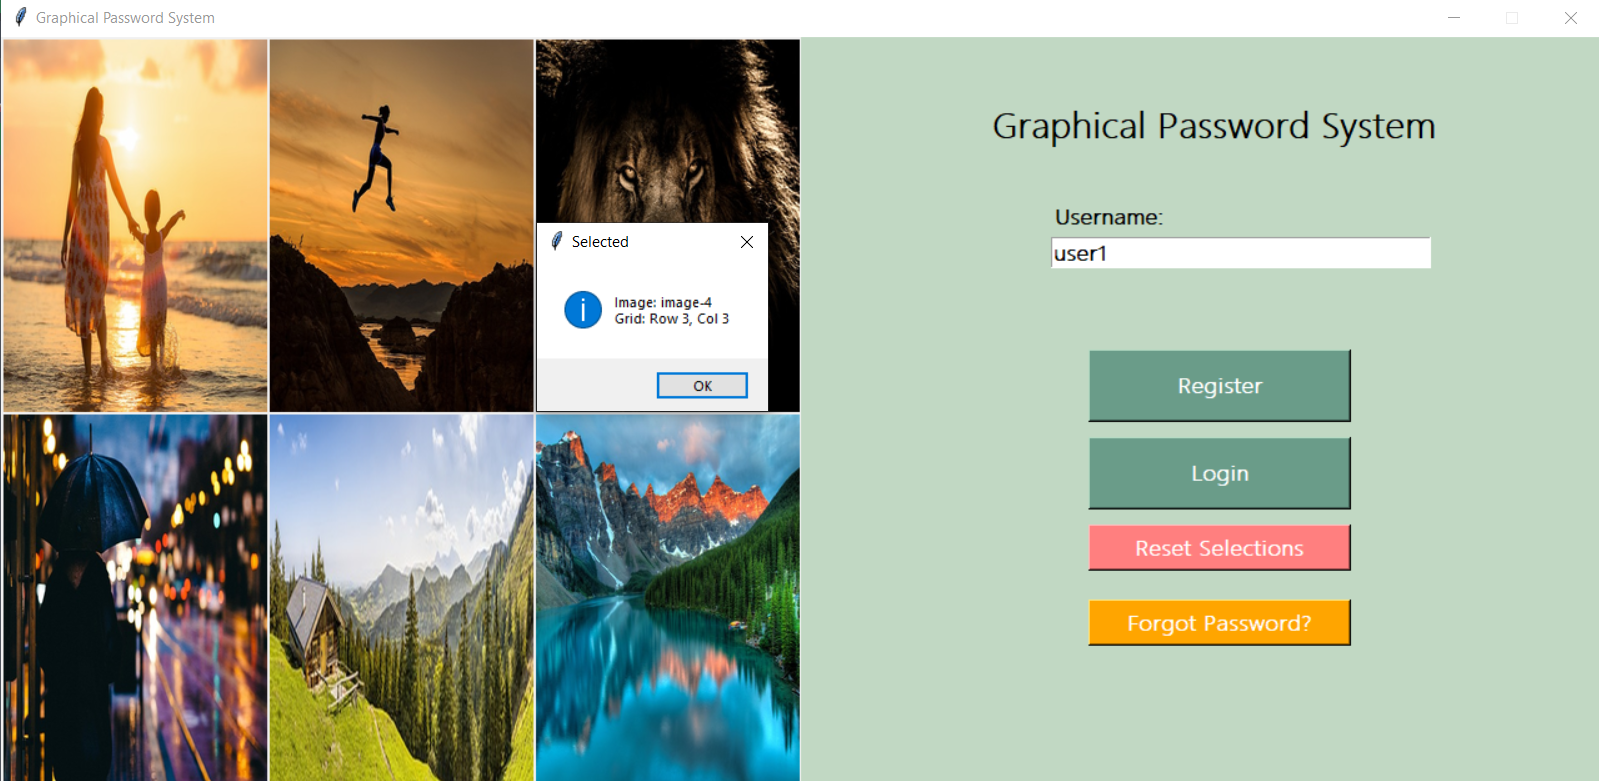 Graphical Password System
Selected
Image: image-4
Grid: Row 3, Col 3
OK
Graphical Password System
Username:
user1
Register
Login
Reset Selections
Forgot Password?